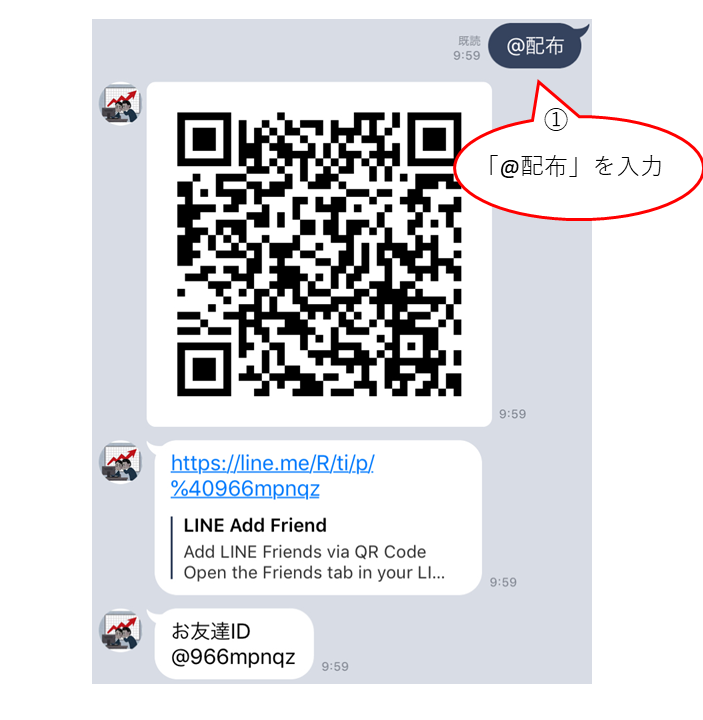 既読
9:59
@配布
①
「@配布」を入力
9:59
https://line.me/R/ti/p/
%40966mpnqz
LINE Add Friend
Add LINE Friends via QR Code
Open the Friends tab in your LI...
9:59
お友達ID
@966mpnqz
9:59